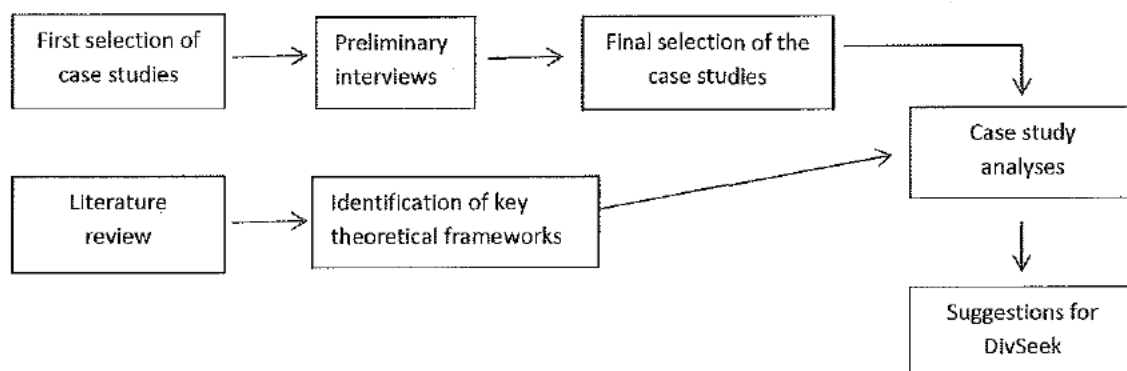 First selection of
case studies
Preliminary
interviews
Final selection of the
case studies
Case study
analyses
Literature
review
Identification of key
theoretical frameworks
Suggestions for
DivSeek